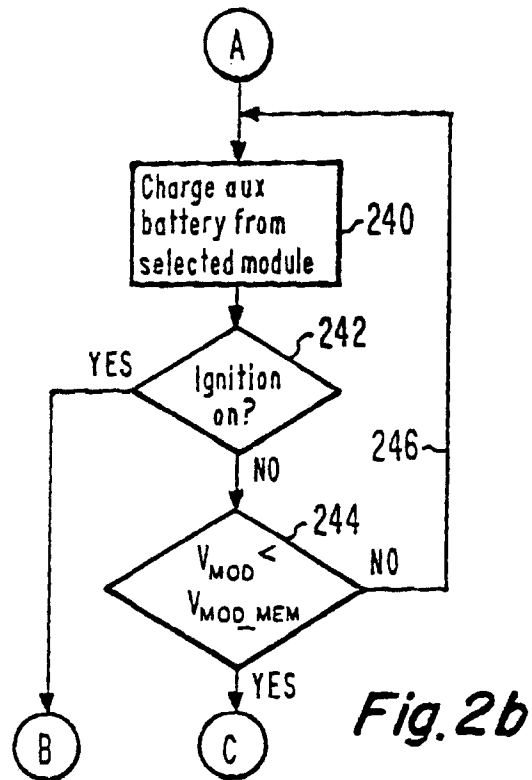 A
Charge aux
battery from
selected module
240
242
YES
Ignition
on?
NO
246
244
V_MOD <
V_MOD_MEM
NO
YES
B
C
Fig. 2b